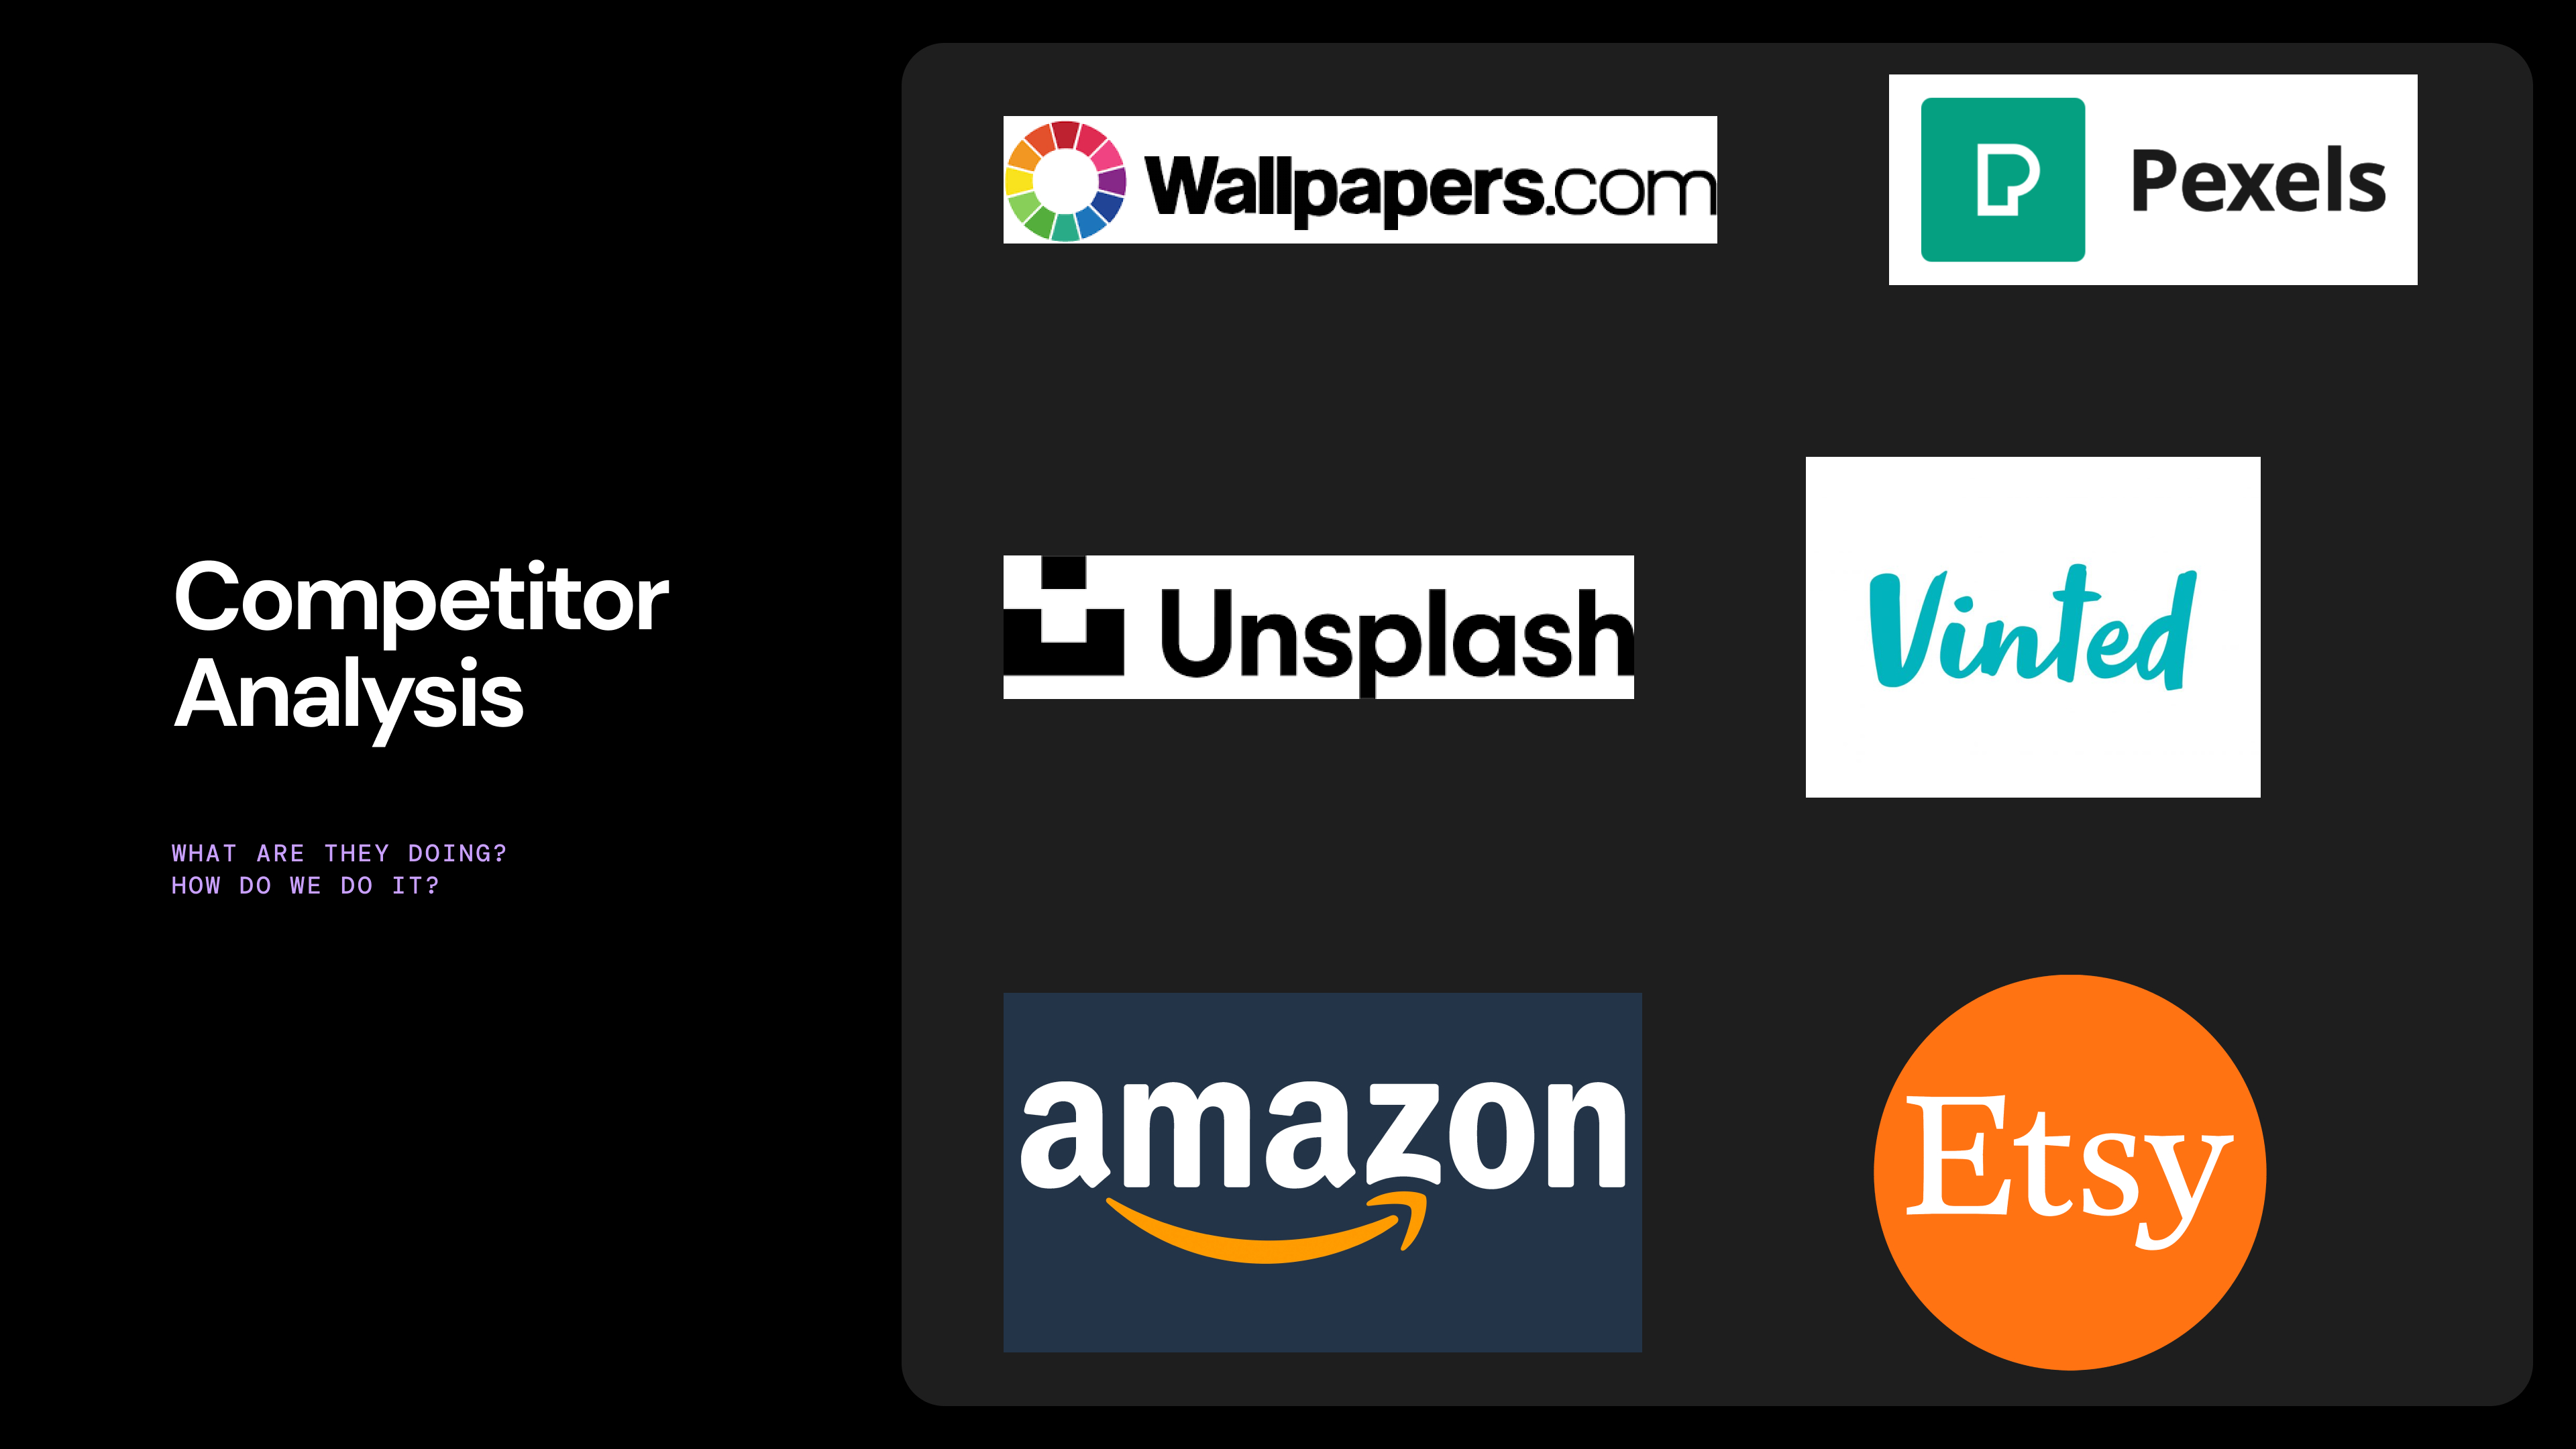 Competitor
Analysis
WHAT ARE THEY DOING?
HOW DO WE DO IT?
Wallpapers.com
Pexels
Unsplash
Vinted
amazon
Etsy